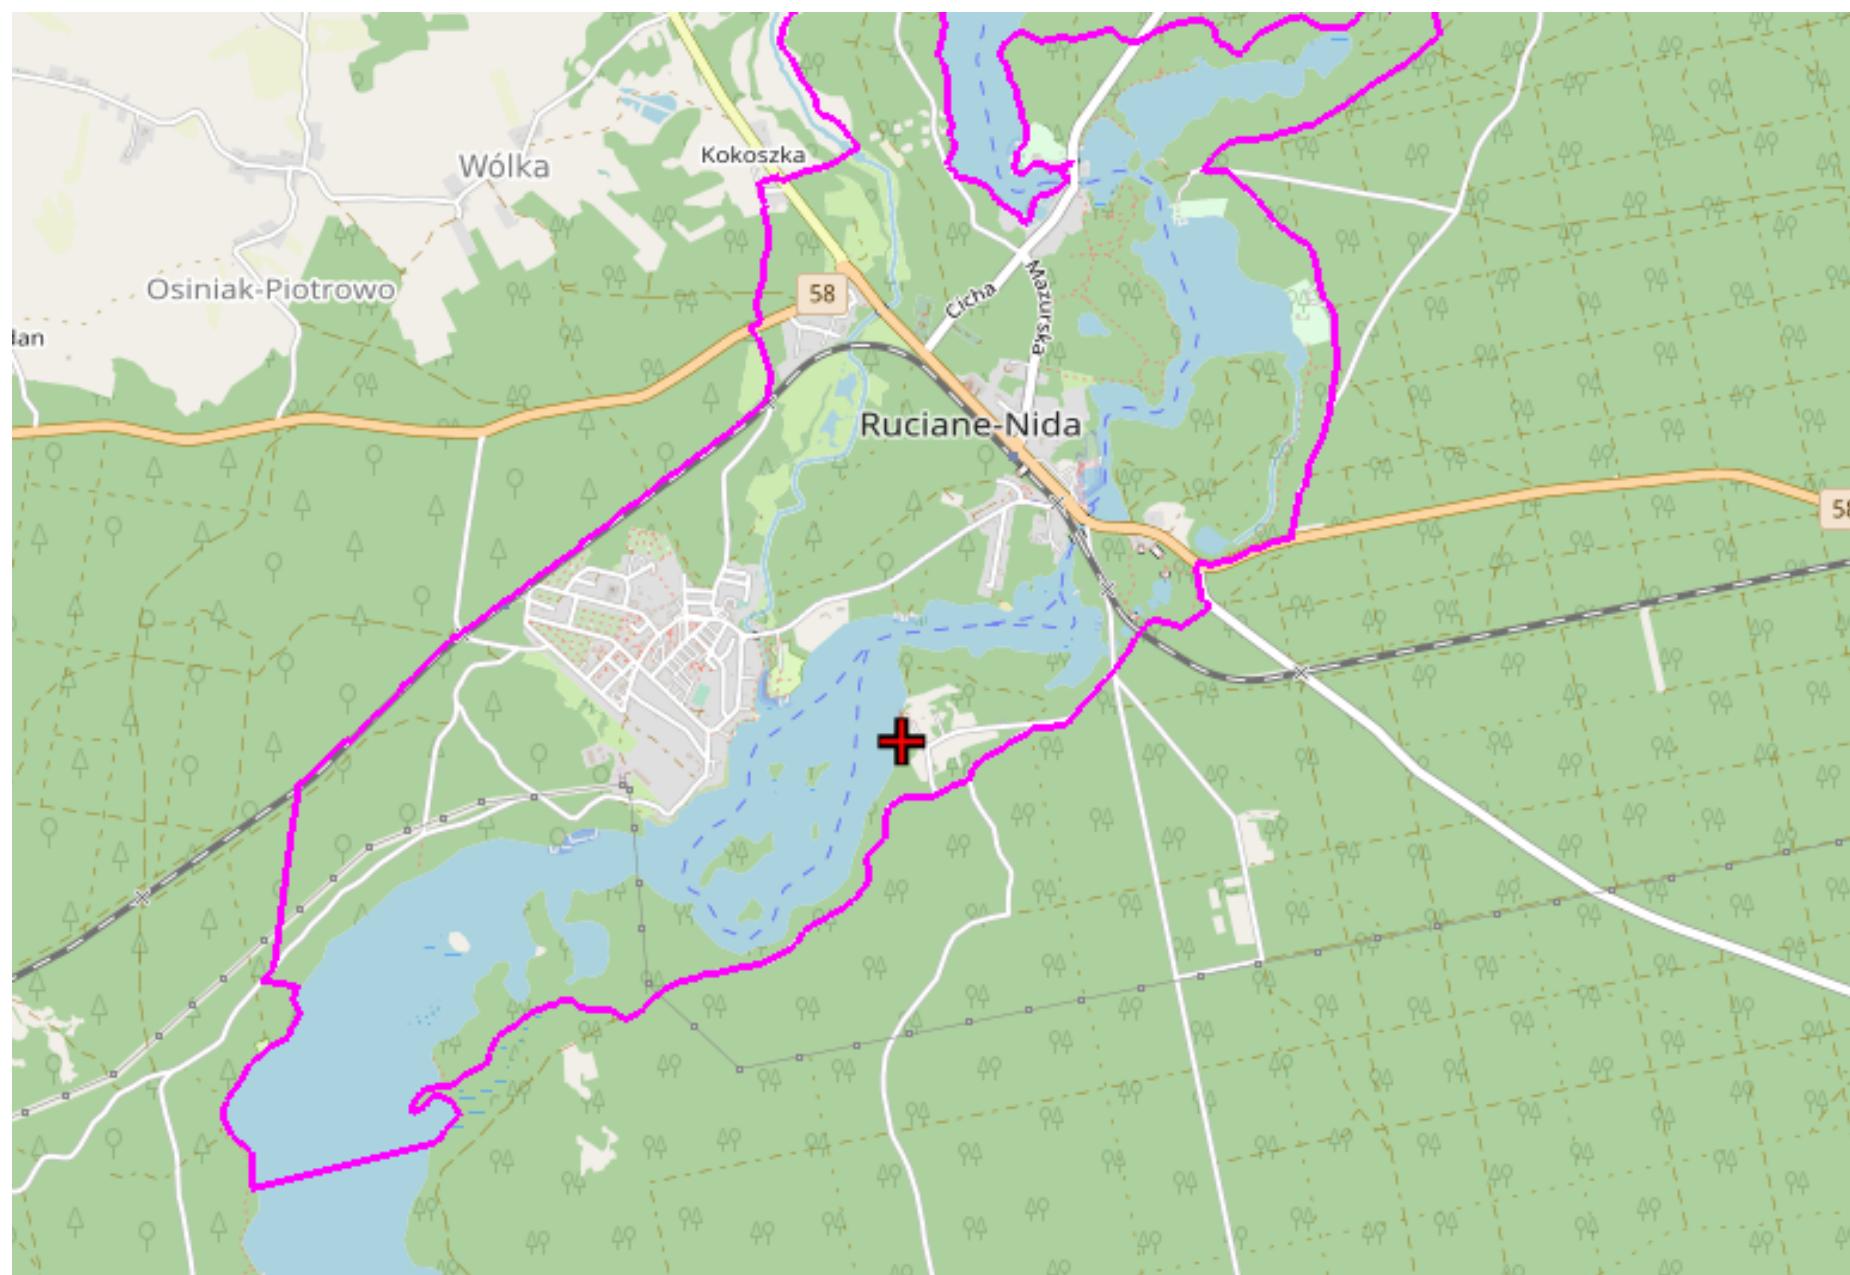 Kokoszka
Wólka
Osiniak-Piotrowo
58
Cicha
Mazurska
Ruciane-Nida
58